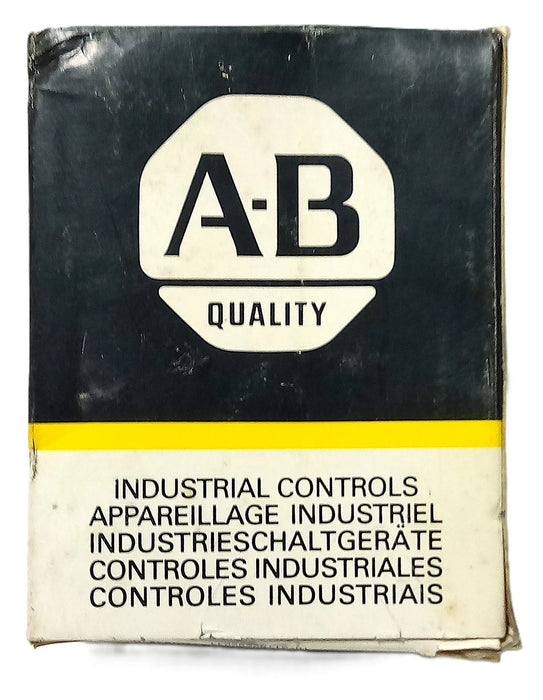 A-B
QUALITY
INDUSTRIAL CONTROLS
APPAREILLAGE INDUSTRIEL
INDUSTRIESCHALTGERÄTE
CONTROLES INDUSTRIALES
CONTROLES INDUSTRIAIS